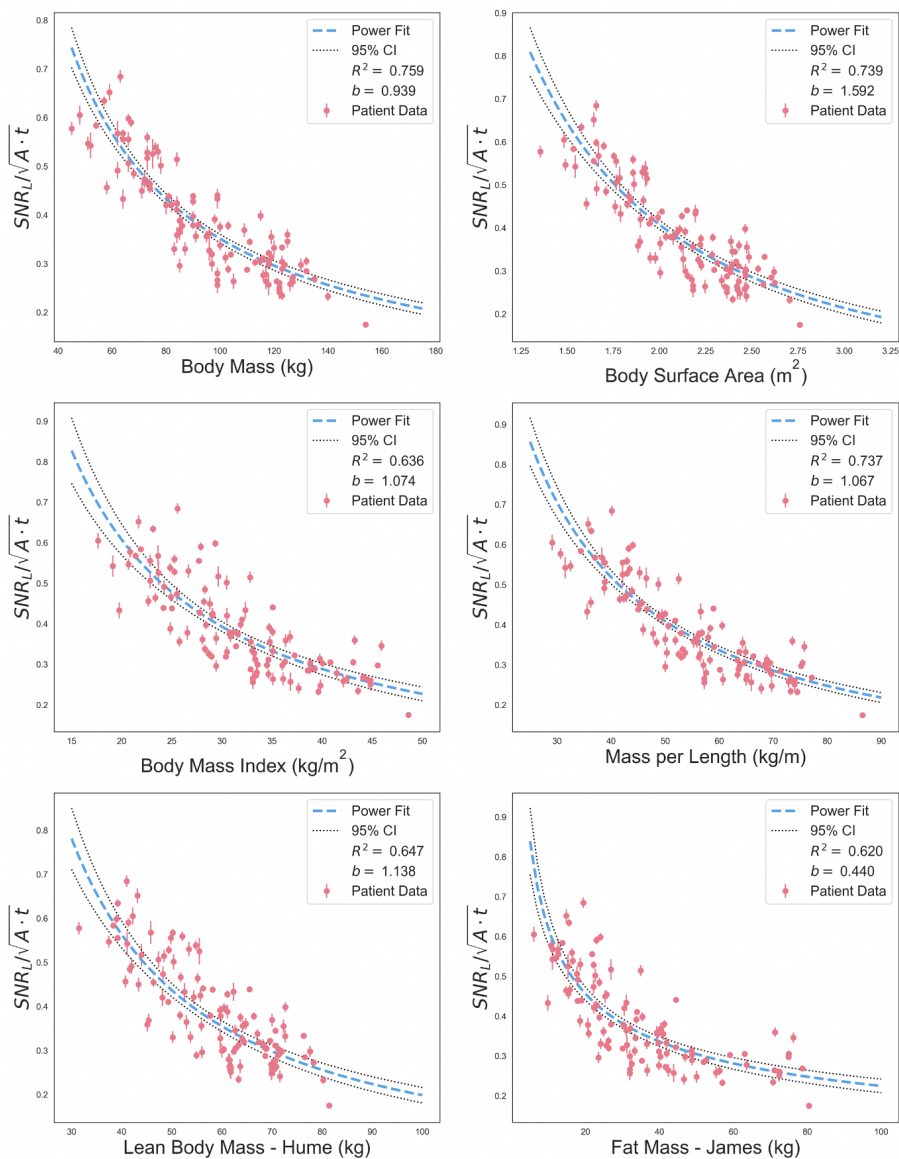 0.8
0.7
0.6
0.5
0.4
0.3
0.2
SNR_L/√A · t
Power Fit
95% CI
R² = 0.759
b = 0.939
Patient Data
40 60 80 100 120 140 160 180
Body Mass (kg)
0.9
0.8
0.7
0.6
0.5
0.4
0.3
0.2
SNR_L/√A · t
Power Fit
95% CI
R² = 0.739
b = 1.592
Patient Data
1.25 1.50 1.75 2.00 2.25 2.50 2.75 3.00 3.25
Body Surface Area (m²)
0.9
0.8
0.7
0.6
0.5
0.4
0.3
0.2
SNR_L/√A · t
Power Fit
95% CI
R² = 0.636
b = 1.074
Patient Data
15 20 25 30 35 40 45 50
Body Mass Index (kg/m²)
0.9
0.8
0.7
0.6
0.5
0.4
0.3
0.2
SNR_L/√A · t
Power Fit
95% CI
R² = 0.737
b = 1.067
Patient Data
30 40 50 60 70 80 90
Mass per Length (kg/m)
0.8
0.7
0.6
0.5
0.4
0.3
0.2
SNR_L/√A · t
Power Fit
95% CI
R² = 0.647
b = 1.138
Patient Data
30 40 50 60 70 80 90 100
Lean Body Mass - Hume (kg)
0.9
0.8
0.7
0.6
0.5
0.4
0.3
0.2
SNR_L/√A · t
Power Fit
95% CI
R² = 0.620
b = 0.440
Patient Data
20 40 60 80 100
Fat Mass - James (kg)